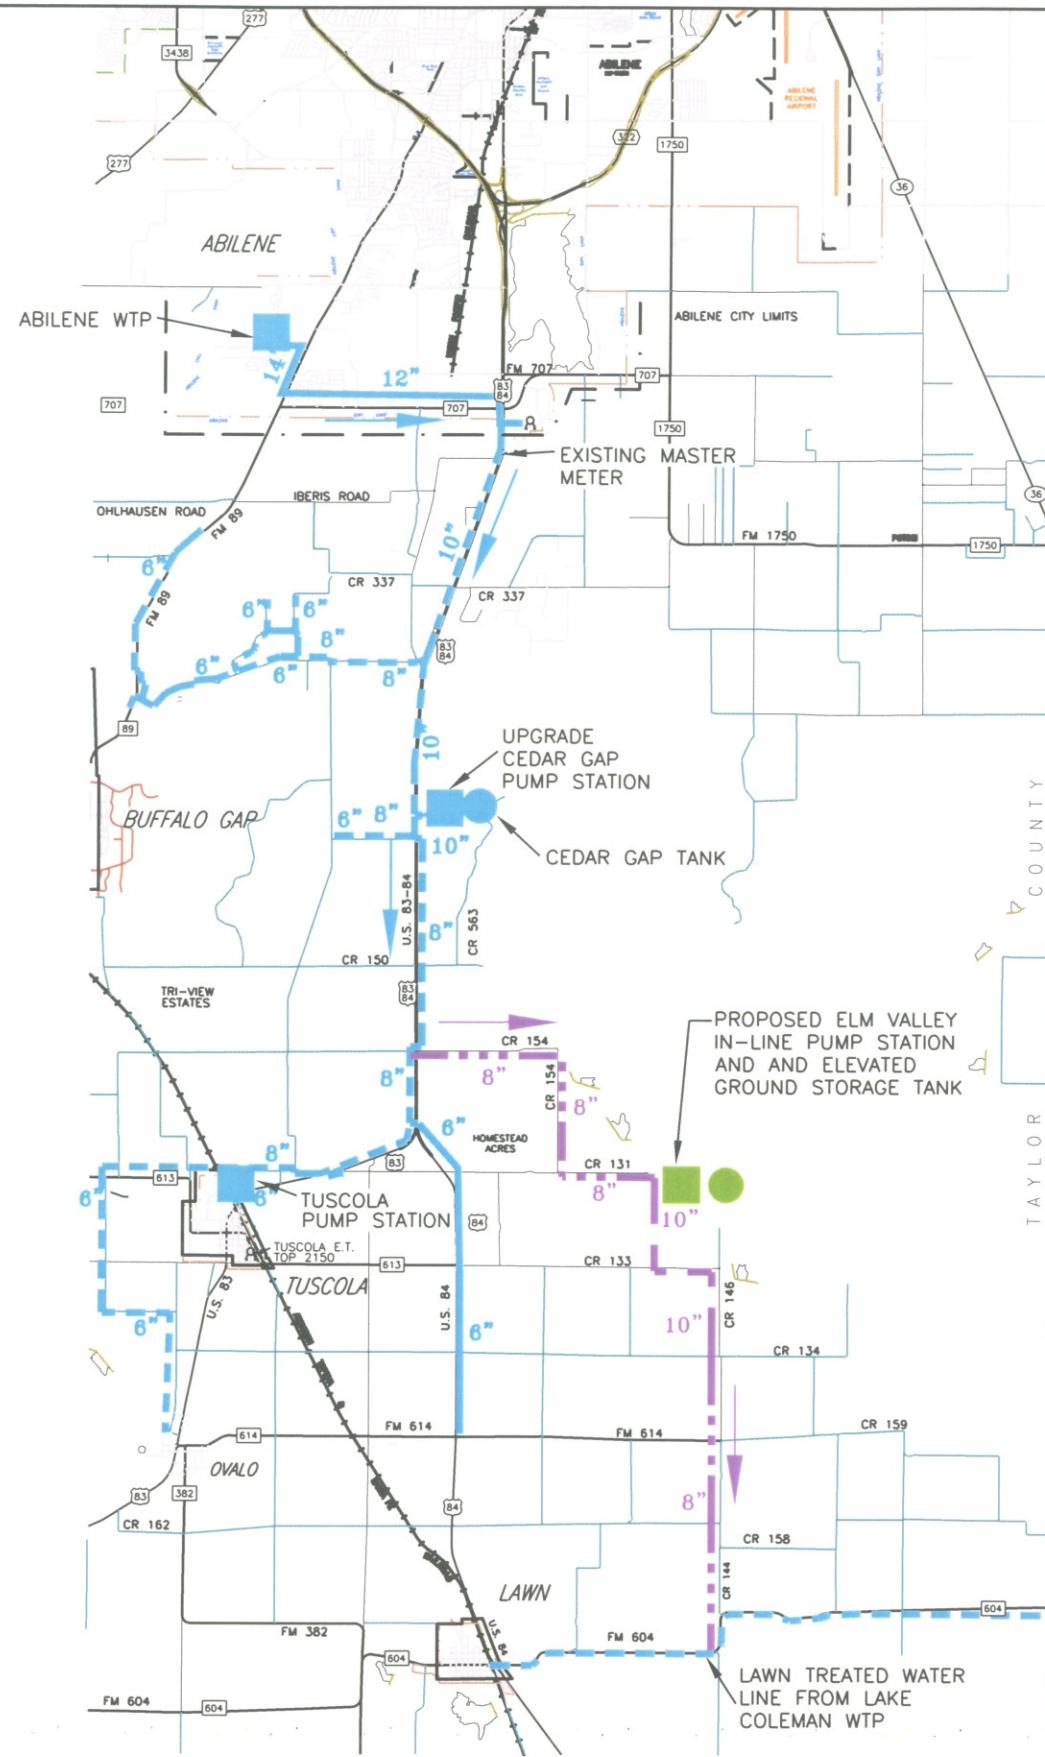 277
3438
ABILENE
322
1750
ABILENE
REGIONAL
AIRPORT
277
36
ABILENE
ABILENE WTP
ABILENE CITY LIMITS
14"
12"
FM 707
707
83
84
707
707
1750
EXISTING MASTER
METER
IBERIS ROAD
OHLHAUSEN ROAD
FM 89
36
10"
FM 1750
1750
6"
CR 337
CR 337
FM 89
6"
6"
8"
83
84
6"
6"
8"
89
10"
UPGRADE
CEDAR GAP
PUMP STATION
BUFFALO GAP
6"
8"
10"
CEDAR GAP TANK
COUNTY
U.S. 83-84
8"
CR 563
CR 150
83
84
TRI-VIEW
ESTATES
PROPOSED ELM VALLEY
IN-LINE PUMP STATION
AND AND ELEVATED
GROUND STORAGE TANK
CR 154
8"
8"
CR 154
8"
6"
HOMESTEAD
ACRES
8"
83
613
CR 131
8"
TAYLOR
6"
6"
TUSCOLA
PUMP STATION
84
10"
TUSCOLA E.T.
TOP 2150
613
CR 133
TUSCOLA
U.S. 83
U.S. 84
CR 146
6"
6"
10"
CR 134
614
FM 614
FM 614
CR 159
OVALO
83
382
84
8"
CR 162
CR 158
LAWN
CR 144
604
FM 382
U.S. 84
FM 604
604
LAWN TREATED WATER
LINE FROM LAKE
COLEMAN WTP
FM 604
604